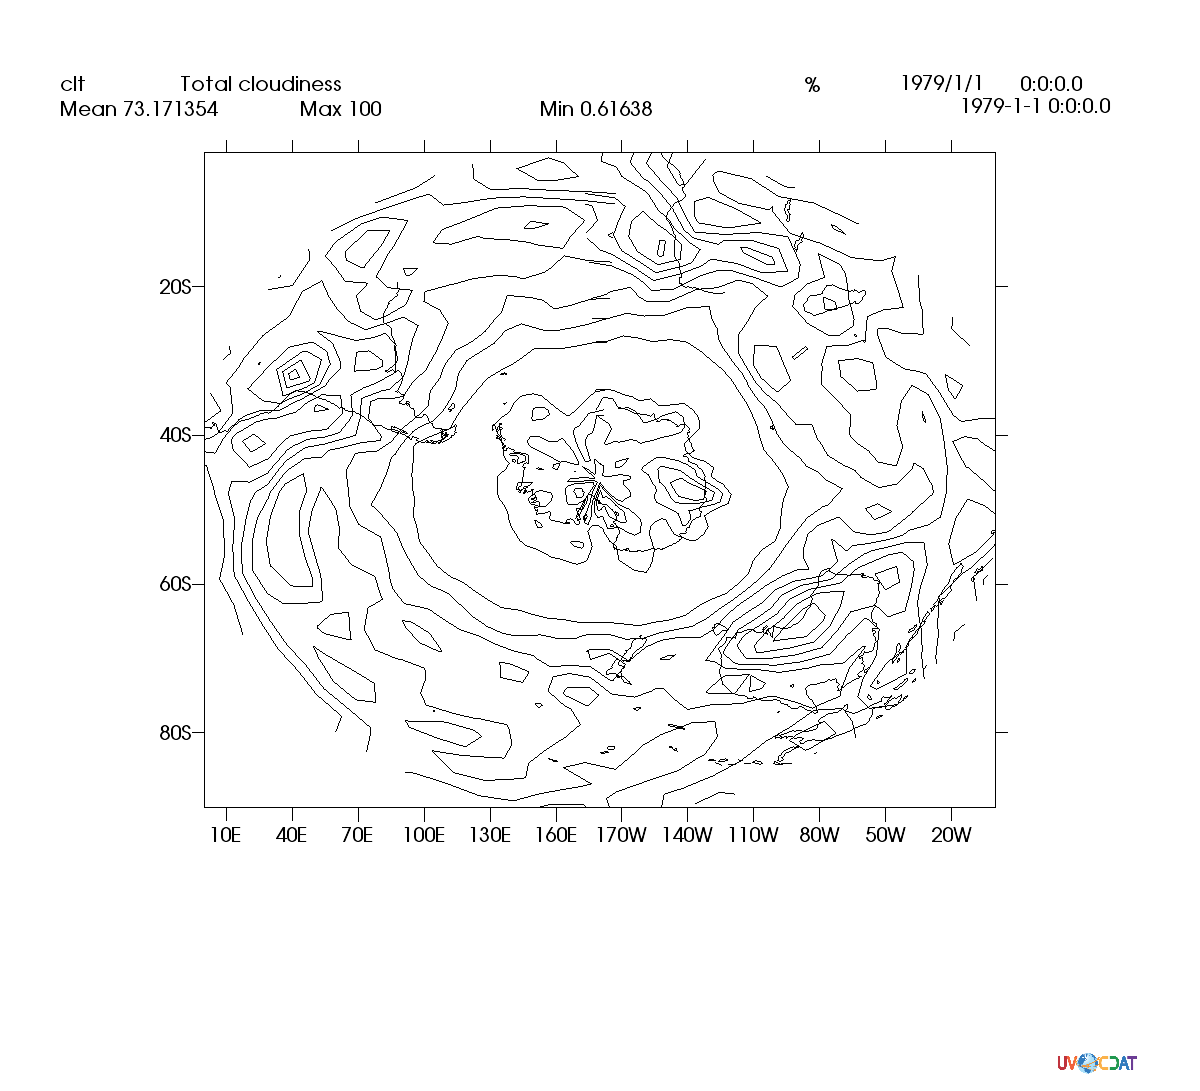 clt Total cloudiness % 1979/1/1 0:0:0.0
Mean 73.171354 Max 100 Min 0.61638 1979-1-1 0:0:0.0
20S
40S
60S
80S
10E 40E 70E 100E 130E 160E 170W 140W 110W 80W 50W 20W
UVCDAT